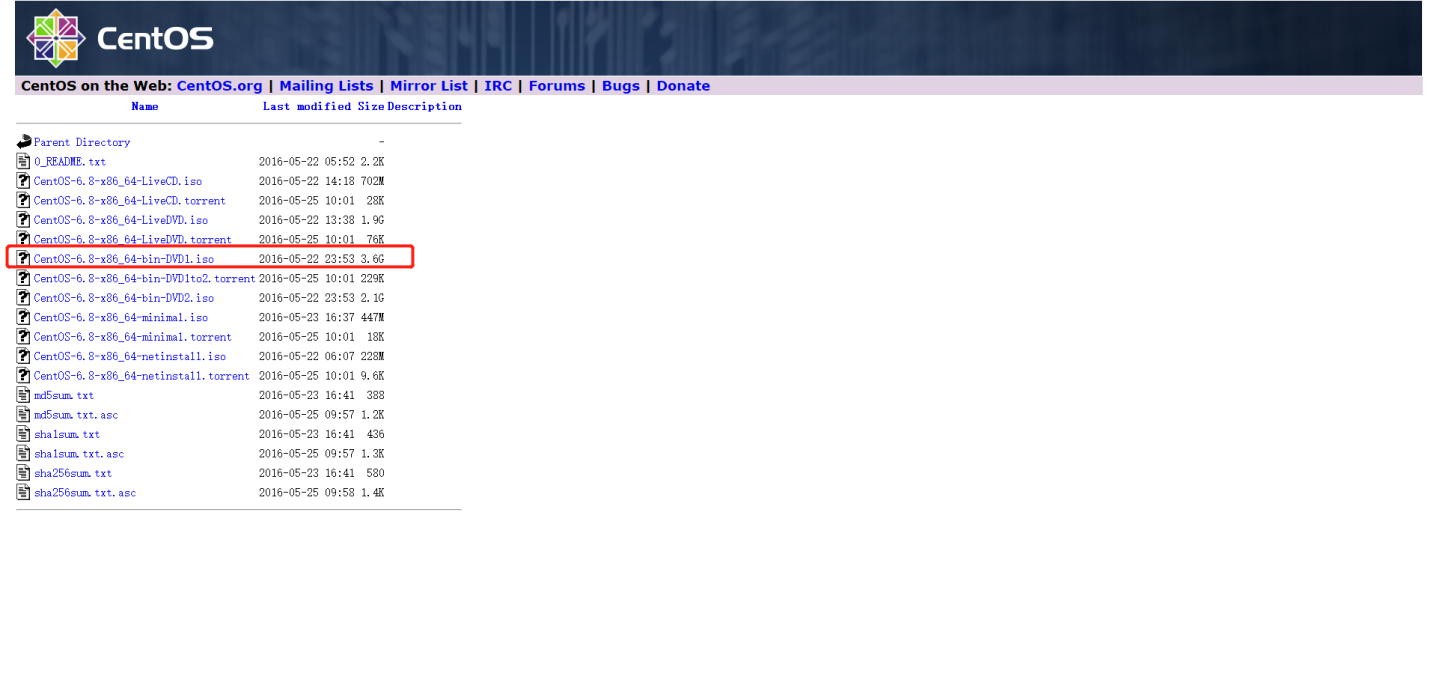 CentOS
CentOS on the Web: CentOS.org | Mailing Lists | Mirror List | IRC | Forums | Bugs | Donate
Name Last modified Size Description
Parent Directory -
0_README.txt 2016-05-22 05:52 2.2K
CentOS-6.8-x86_64-LiveCD.iso 2016-05-22 14:18 702M
CentOS-6.8-x86_64-LiveCD.torrent 2016-05-25 10:01 28K
CentOS-6.8-x86_64-LiveDVD.iso 2016-05-22 13:38 1.9G
CentOS-6.8-x86_64-LiveDVD.torrent 2016-05-25 10:01 76K
CentOS-6.8-x86_64-bin-DVD1.iso 2016-05-22 23:53 3.6G
CentOS-6.8-x86_64-bin-DVD1to2.torrent 2016-05-25 10:01 229K
CentOS-6.8-x86_64-bin-DVD2.iso 2016-05-22 23:53 2.1G
CentOS-6.8-x86_64-minimal.iso 2016-05-23 16:37 447M
CentOS-6.8-x86_64-minimal.torrent 2016-05-25 10:01 18K
CentOS-6.8-x86_64-netinstall.iso 2016-05-22 06:07 228M
CentOS-6.8-x86_64-netinstall.torrent 2016-05-25 10:01 9.6K
md5sum.txt 2016-05-23 16:41 388
md5sum.txt.asc 2016-05-25 09:57 1.2K
sha1sum.txt 2016-05-23 16:41 436
sha1sum.txt.asc 2016-05-25 09:57 1.3K
sha256sum.txt 2016-05-23 16:41 580
sha256sum.txt.asc 2016-05-25 09:58 1.4K